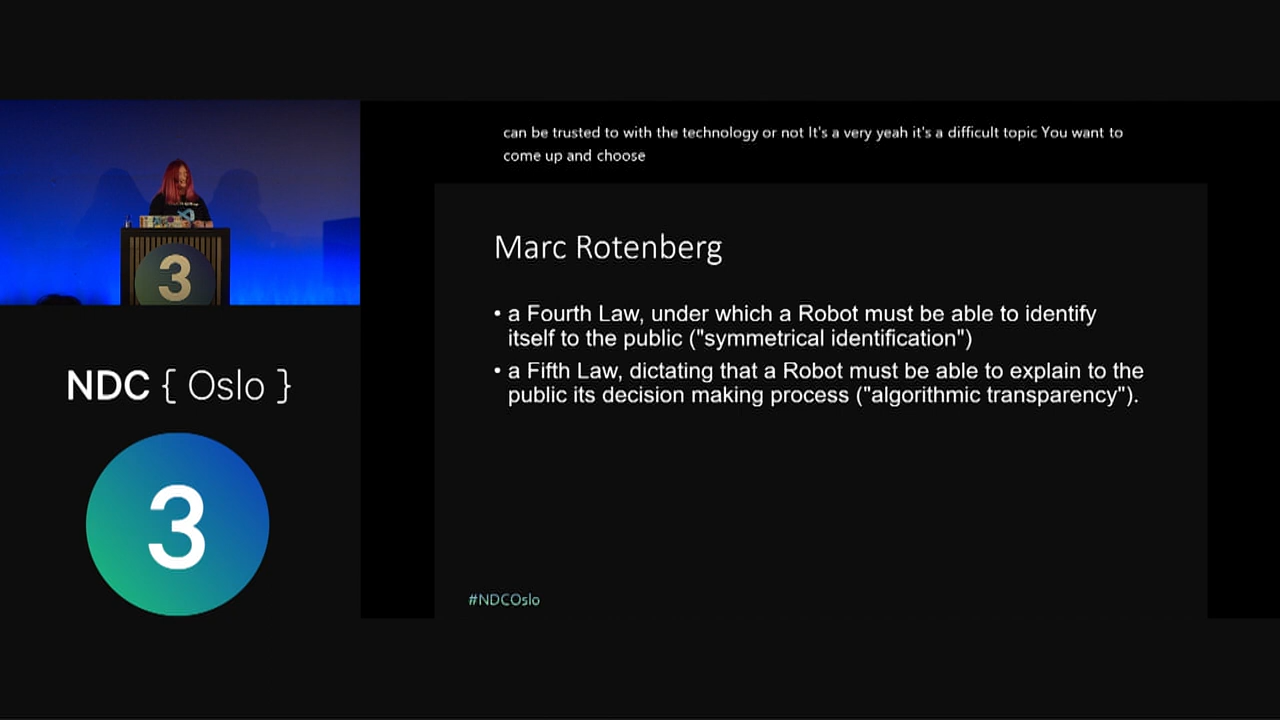 can be trusted to with the technology or not It's a very yeah it's a difficult topic You want to
come up and choose
Marc Rotenberg
• a Fourth Law, under which a Robot must be able to identify
itself to the public ("symmetrical identification")
• a Fifth Law, dictating that a Robot must be able to explain to the
public its decision making process ("algorithmic transparency").
#NDCOslo
3
NDC { Oslo }
3